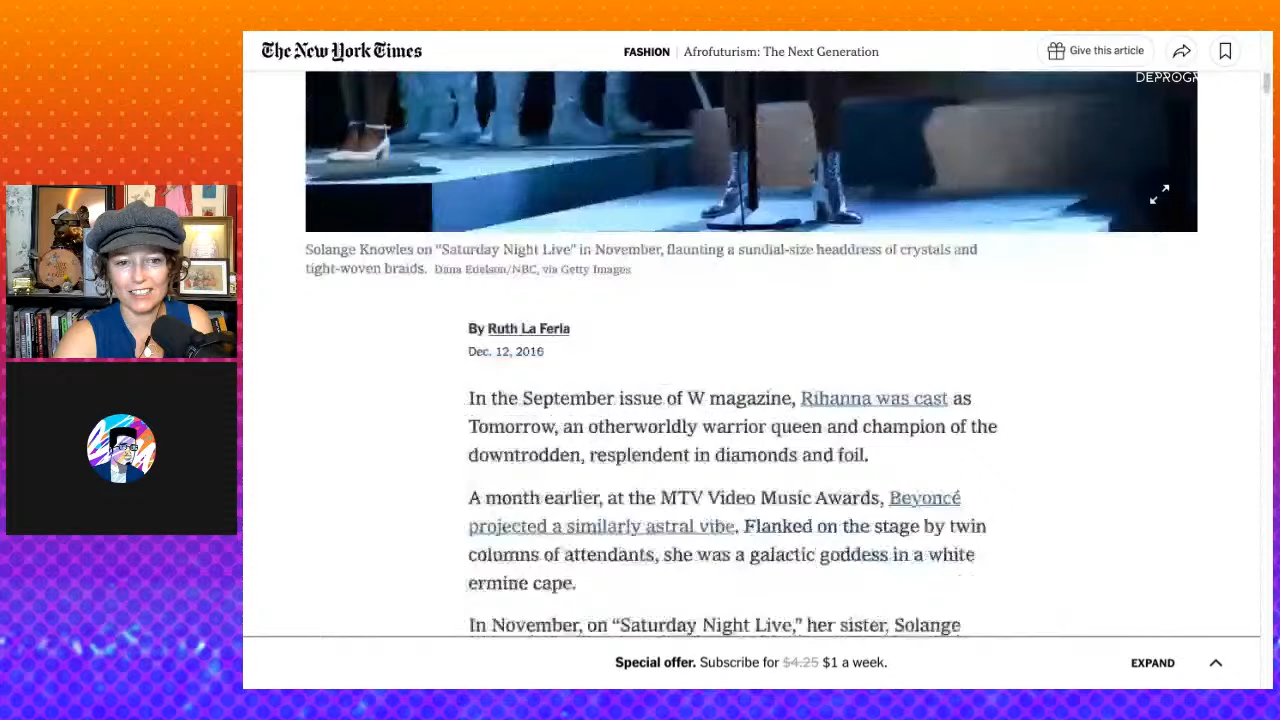 The New York Times
FASHION | Afrofuturism: The Next Generation
Give this article
DEPROGR
Solange Knowles on “Saturday Night Live” in November, flaunting a sundial-size headdress of crystals and
tight-woven braids. Dana Edelson/NBC, via Getty Images
By Ruth La Ferla
Dec. 12, 2016
In the September issue of W magazine, Rihanna was cast as
Tomorrow, an otherworldly warrior queen and champion of the
downtrodden, resplendent in diamonds and foil.
A month earlier, at the MTV Video Music Awards, Beyoncé
projected a similarly astral vibe. Flanked on the stage by twin
columns of attendants, she was a galactic goddess in a white
ermine cape.
In November, on “Saturday Night Live,” her sister, Solange
Special offer. Subscribe for $4.25 $1 a week.
EXPAND